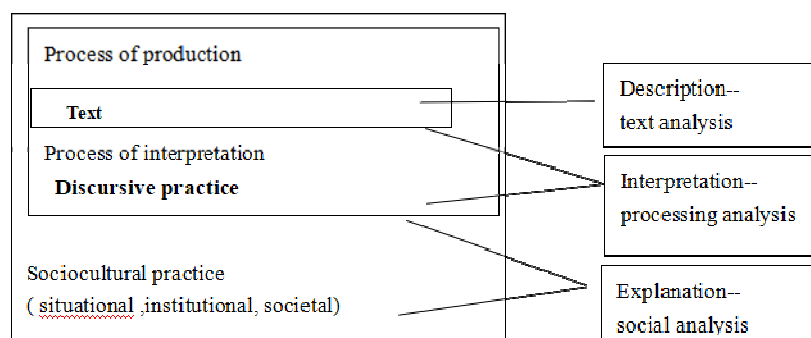 Process of production
Text
Process of interpretation
Discursive practice
Sociocultural practice
( situational ,institutional, societal)
Description--
text analysis
Interpretation--
processing analysis
Explanation--
social analysis